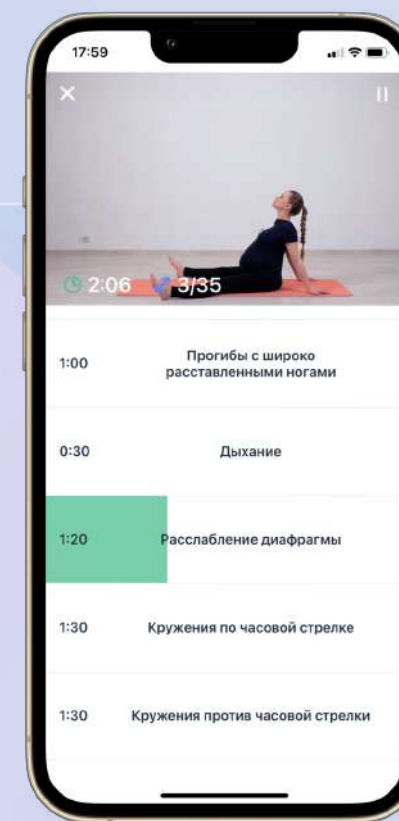 17:59
2:06 3/35
1:00 Прогибы с широко
расставленными ногами
0:30 Дыхание
1:20 Расслабление диафрагмы
1:30 Кружения по часовой стрелке
1:30 Кружения против часовой стрелки